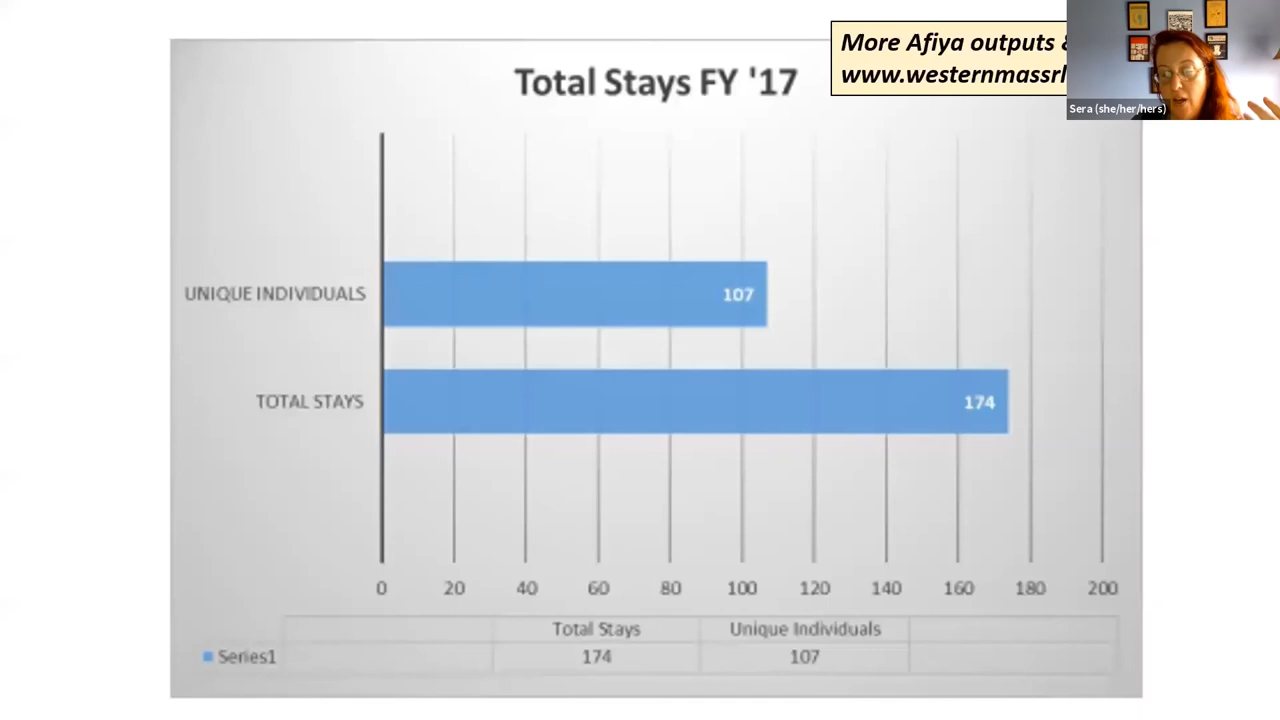 More Afiya outputs &
www.westernmassrl
Sera (she/her/hers)
Total Stays FY '17
UNIQUE INDIVIDUALS
107
TOTAL STAYS
174
0 20 40 60 80 100 120 140 160 180 200
Total Stays Unique Individuals
Series1 174 107